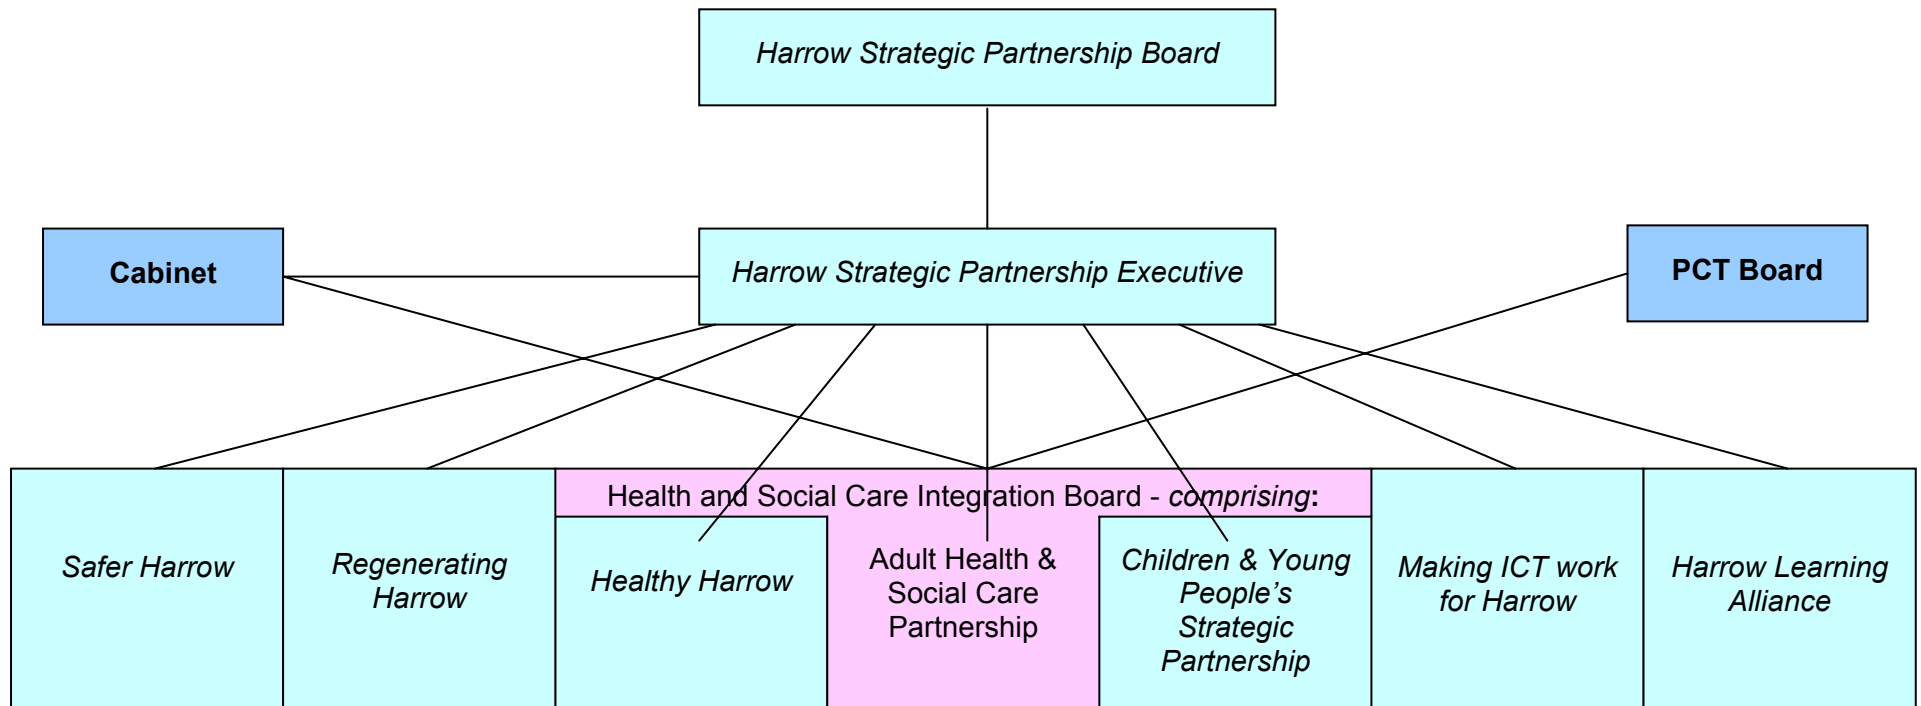 Harrow Strategic Partnership Board
Cabinet
Harrow Strategic Partnership Executive
PCT Board
Health and Social Care Integration Board - comprising:
Safer Harrow
Regenerating
Harrow
Healthy Harrow
Adult Health &
Social Care
Partnership
Children & Young
People’s
Strategic
Partnership
Making ICT work
for Harrow
Harrow Learning
Alliance